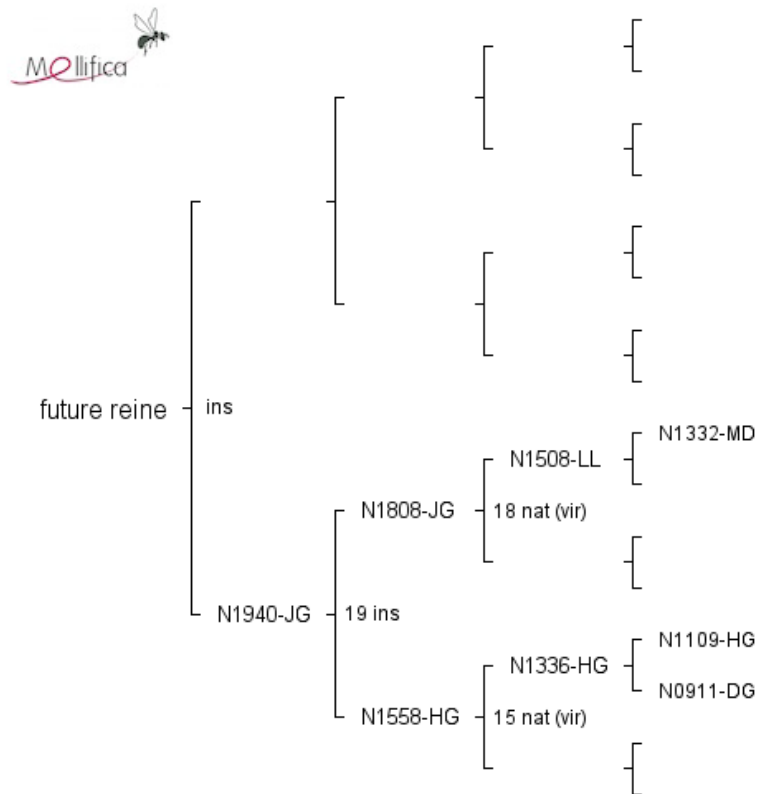 Mellifica
future reine
ins
N1332-MD
N1508-LL
N1808-JG
18 nat (vir)
N1940-JG
19 ins
N1109-HG
N1336-HG
N0911-DG
N1558-HG
15 nat (vir)